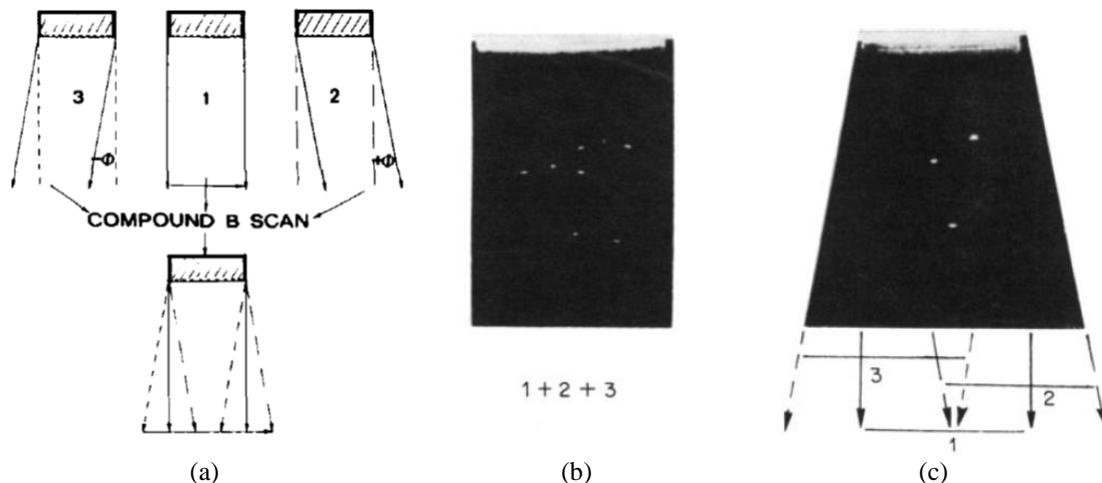 3
1
2
-Φ
+Φ
COMPOUND B SCAN
1 + 2 + 3
3
2
1
(a)
(b)
(c)